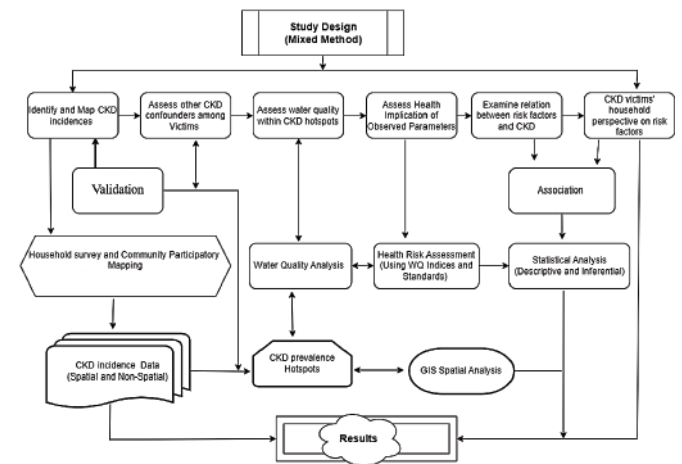 Study Design
(Mixed Method)
Identify and Map CKD
incidences
Assess other CKD
confounders among
Victims
Assess water quality
within CKD hotspots
Assess Health
Implication of
Observed Parameters
Examine relation
between risk factors
and CKD
CKD victims'
household
perspective on risk
factors
Validation
Association
Household survey and Community Participatory
Mapping
Water Quality Analysis
Health Risk Assessment
(Using WQ Indices and
Standards)
Statistical Analysis
(Descriptive and Inferential)
CKD incidence Data
(Spatial and Non-Spatial)
CKD prevalence
Hotspots
GIS Spatial Analysis
Results